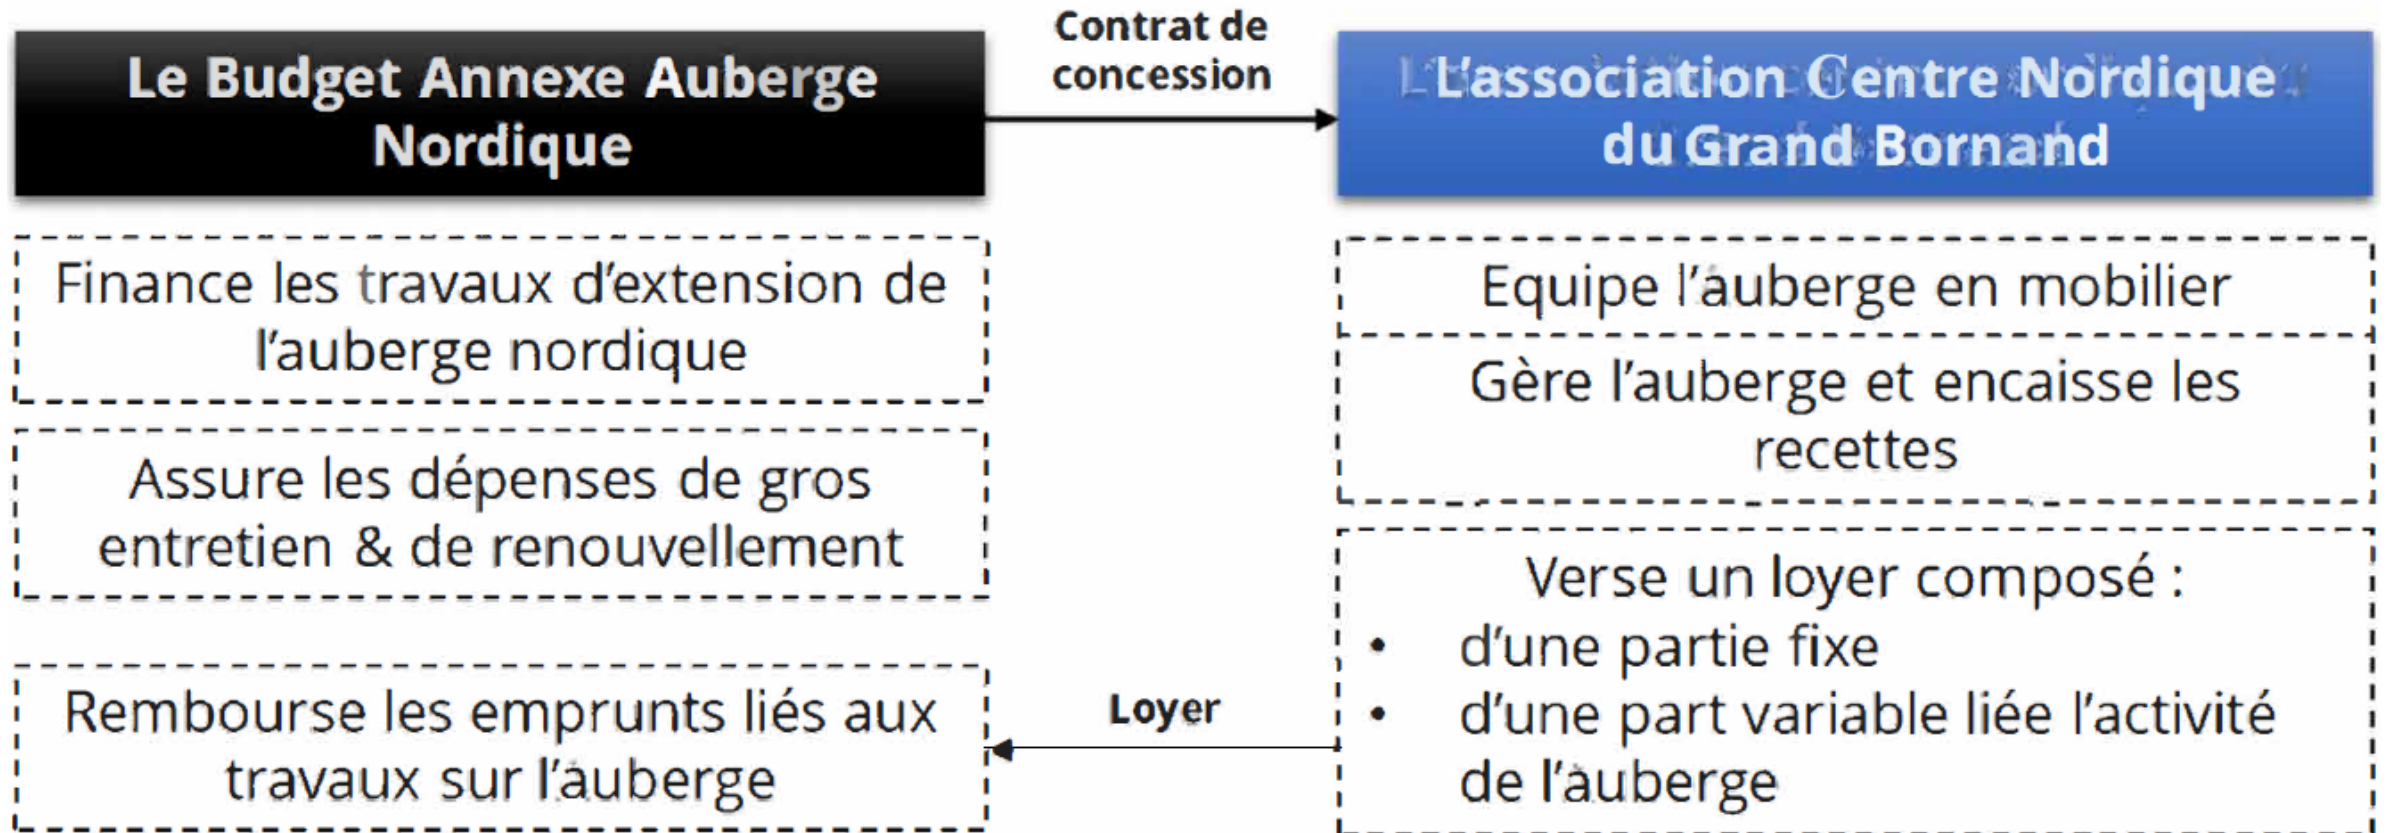 Le Budget Annexe Auberge
Nordique
Contrat de
concession
L'association Centre Nordique
du Grand Bornand
Finance les travaux d'extension de
l'auberge nordique
Assure les dépenses de gros
entretien & de renouvellement
Rembourse les emprunts liés aux
travaux sur l'auberge
Loyer
Equipe l'auberge en mobilier
Gère l'auberge et encaisse les
recettes
Verse un loyer composé :
• d'une partie fixe
• d'une part variable liée l'activité
de l'auberge